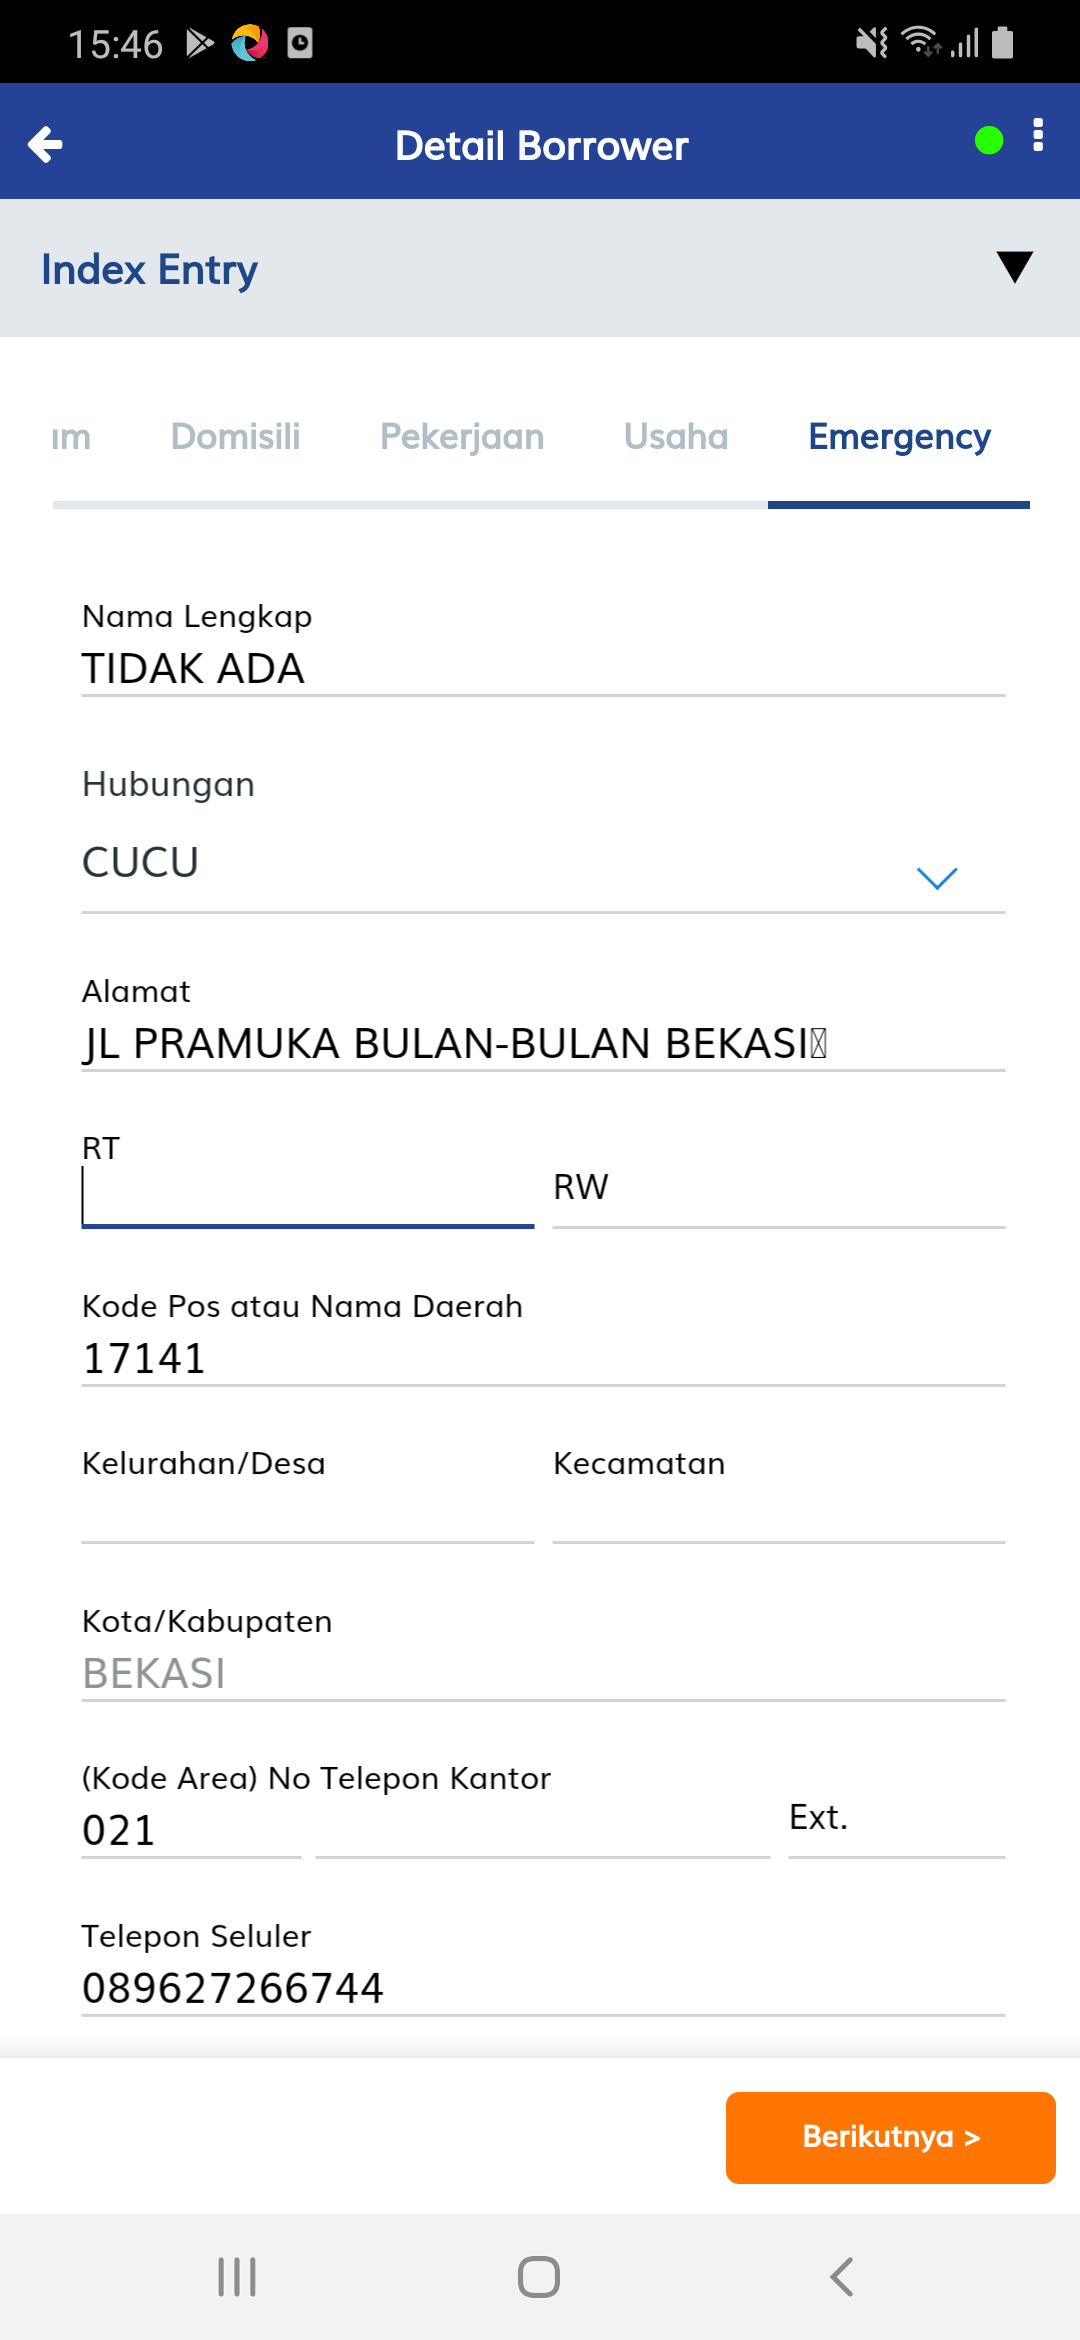 15:46
Detail Borrower
Index Entry
ım Domisili Pekerjaan Usaha Emergency
Nama Lengkap
TIDAK ADA
Hubungan
CUCU
Alamat
JL PRAMUKA BULAN-BULAN BEKASI
RT
RW
Kode Pos atau Nama Daerah
17141
Kelurahan/Desa Kecamatan
Kota/Kabupaten
BEKASI
(Kode Area) No Telepon Kantor
021
Ext.
Telepon Seluler
089627266744
Berikutnya >